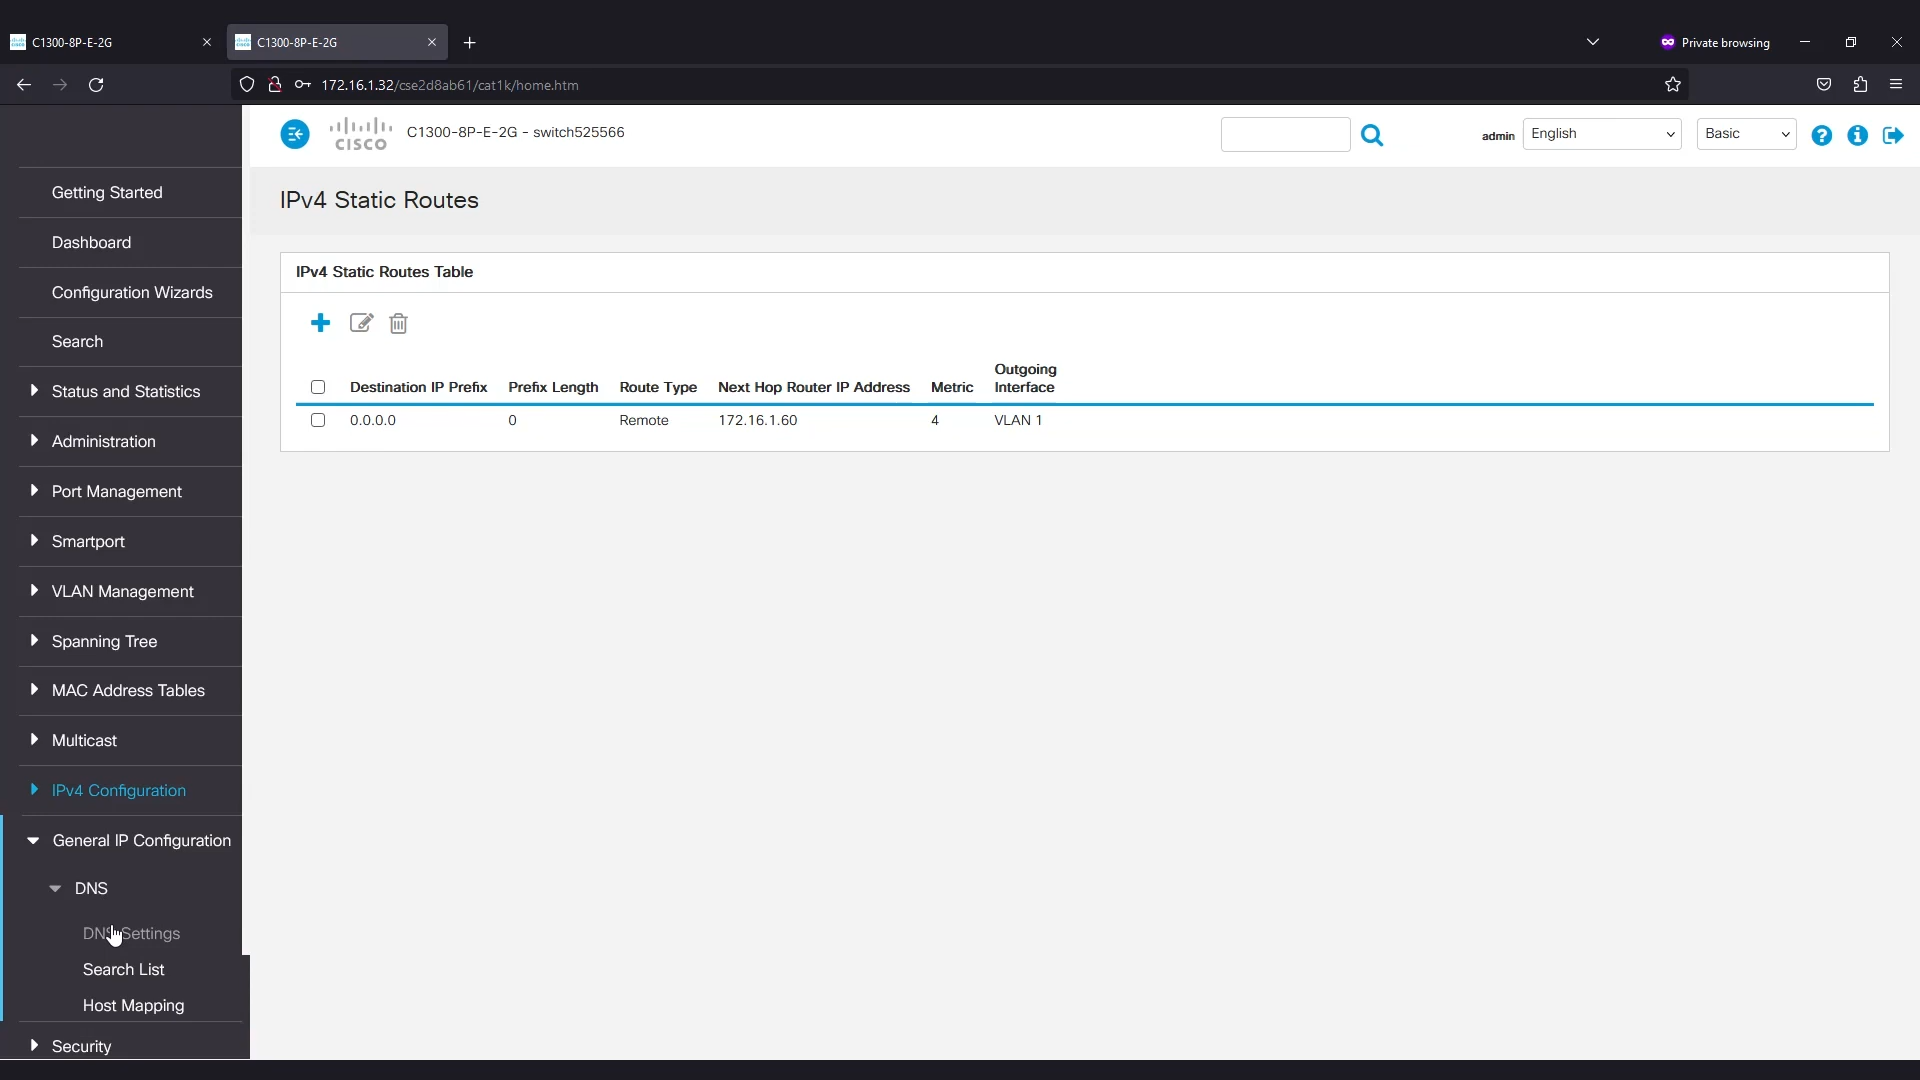 C1300-8P-E-2G
C1300-8P-E-2G
Private browsing
172.16.1.32/cse2d8ab61/cat1k/home.htm
CISCO
C1300-8P-E-2G - switch525566
admin
English
Basic
Getting Started
Dashboard
Configuration Wizards
Search
Status and Statistics
Administration
Port Management
Smartport
VLAN Management
Spanning Tree
MAC Address Tables
Multicast
IPv4 Configuration
General IP Configuration
DNS
DNS Settings
Search List
Host Mapping
Security
IPv4 Static Routes
IPv4 Static Routes Table
Destination IP Prefix Prefix Length Route Type Next Hop Router IP Address Metric Outgoing Interface
0.0.0.0 0 Remote 172.16.1.60 4 VLAN 1